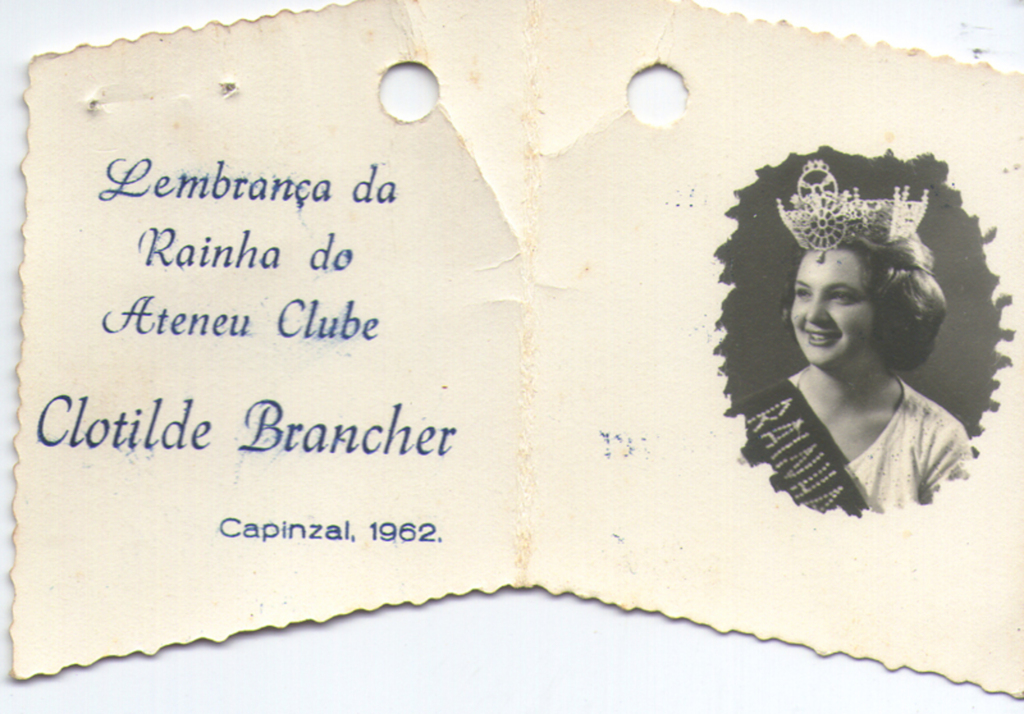 Lembrança da
Rainha do
Ateneu Clube
Clotilde Brancher
Capinzal, 1962.